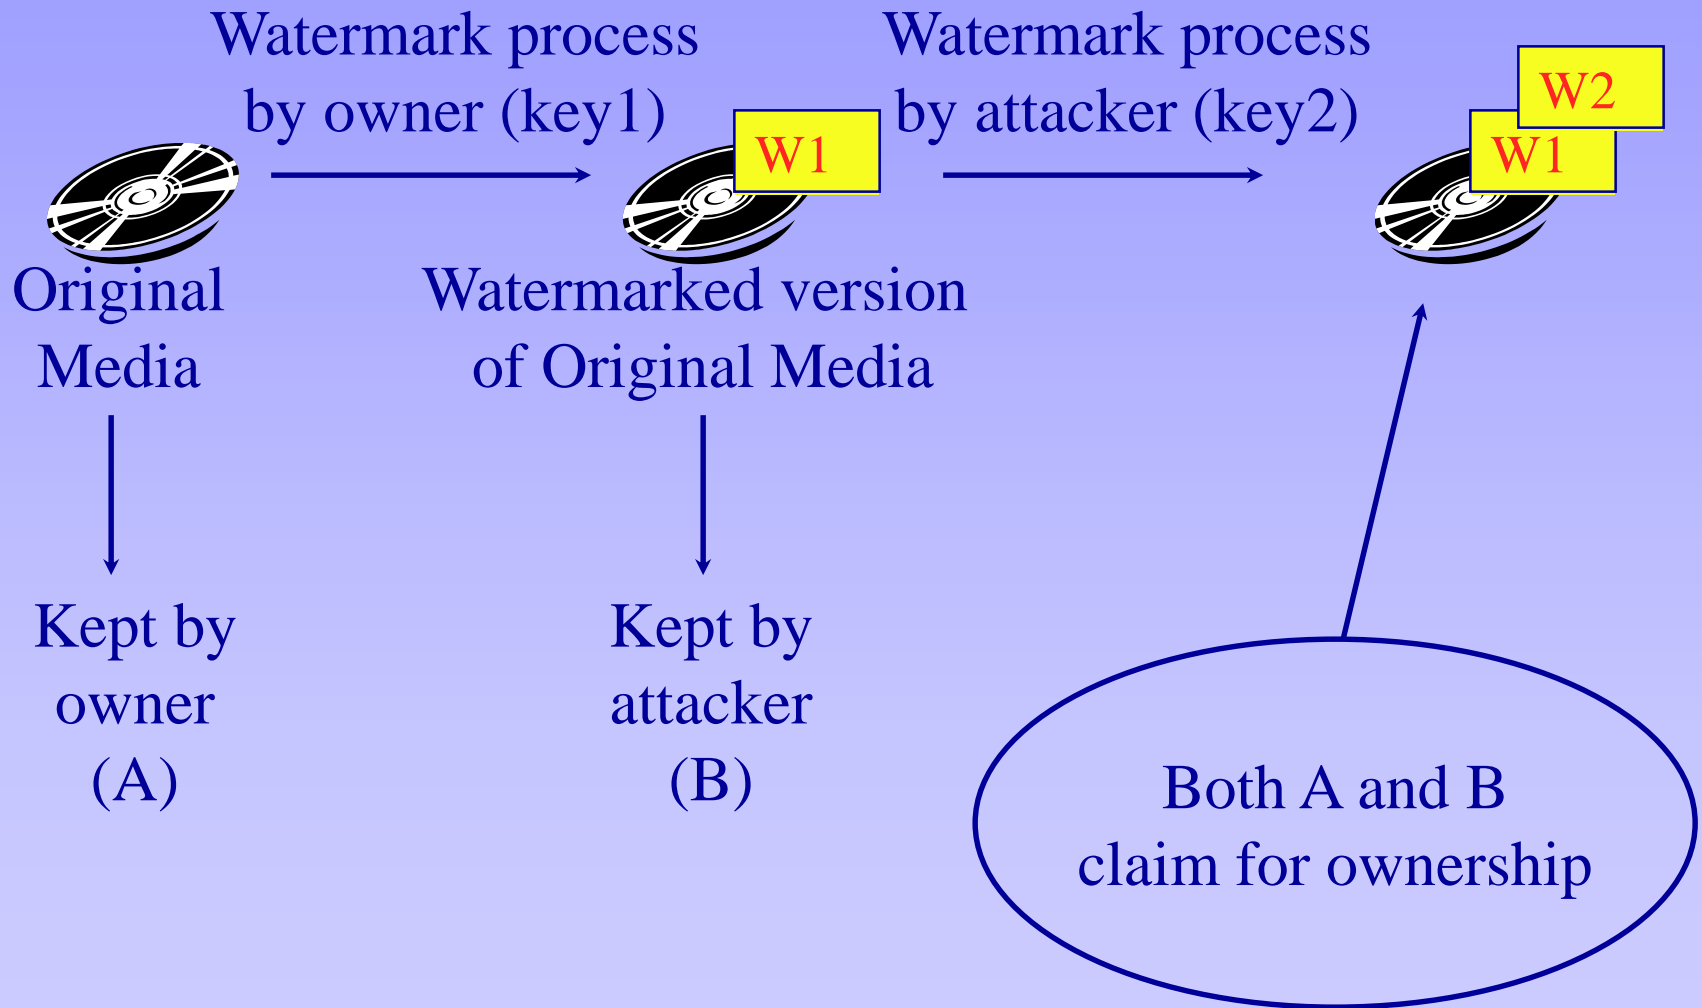 Watermark process
by owner (key1)
Watermark process
by attacker (key2)
W1
W2
W1
Original
Media
Watermarked version
of Original Media
Kept by
owner
(A)
Kept by
attacker
(B)
Both A and B
claim for ownership